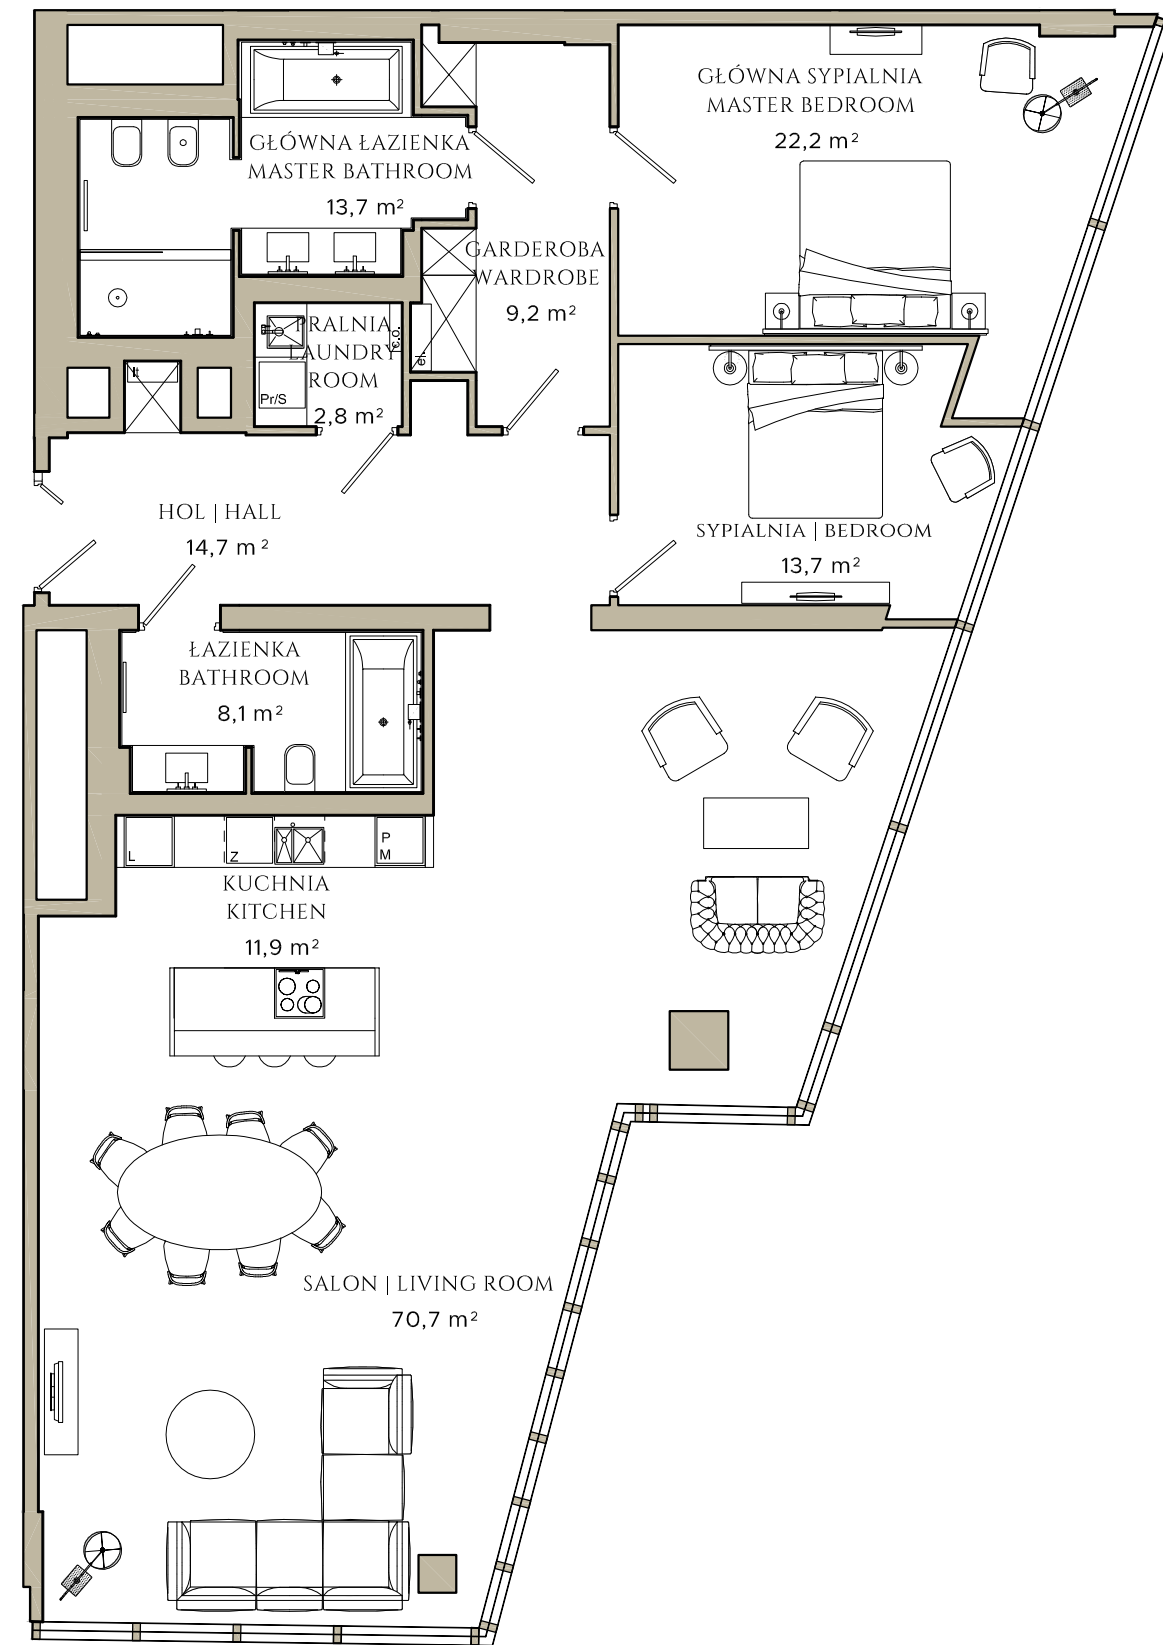 GŁÓWNA SYPIALNIA
MASTER BEDROOM
22,2 m²
GŁÓWNA ŁAZIENKA
MASTER BATHROOM
13,7 m²
GARDEROBA
WARDROBE
9,2 m²
PRALNIA
LAUNDRY
ROOM
2,8 m²
c.o.
el.
It
Pr/S
HOL | HALL
14,7 m²
SYPIALNIA | BEDROOM
13,7 m²
ŁAZIENKA
BATHROOM
8,1 m²
L
Z
P
M
KUCHNIA
KITCHEN
11,9 m²
SALON | LIVING ROOM
70,7 m²